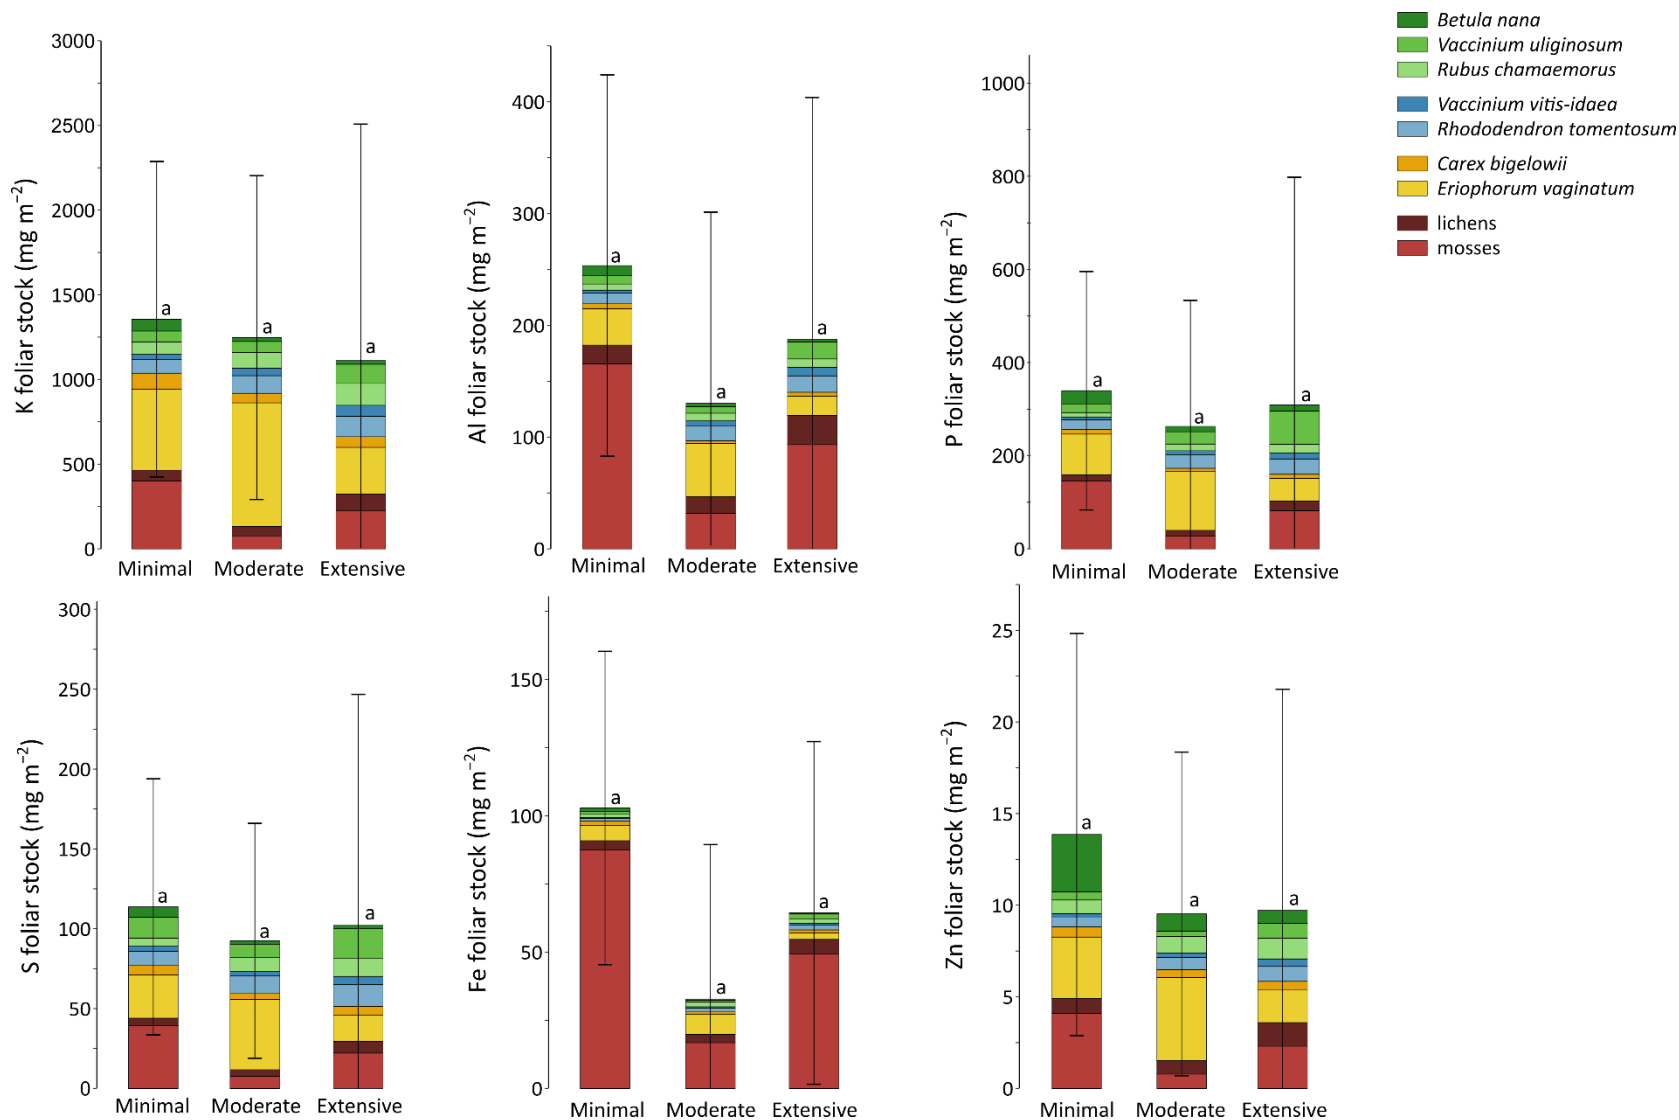 K foliar stock (mg m⁻²)
3000
2500
2000
1500
1000
500
0
a
a
a
Minimal Moderate Extensive
Al foliar stock (mg m⁻²)
400
300
200
100
0
a
a
a
Minimal Moderate Extensive
P foliar stock (mg m⁻²)
1000
800
600
400
200
0
a
a
a
Minimal Moderate Extensive
Betula nana
Vaccinium uliginosum
Rubus chamaemorus
Vaccinium vitis-idaea
Rhododendron tomentosum
Carex bigelowii
Eriophorum vaginatum
lichens
mosses
S foliar stock (mg m⁻²)
300
250
200
150
100
50
0
a
a
a
Minimal Moderate Extensive
Fe foliar stock (mg m⁻²)
150
100
50
0
a
a
a
Minimal Moderate Extensive
Zn foliar stock (mg m⁻²)
25
20
15
10
5
0
a
a
a
Minimal Moderate Extensive